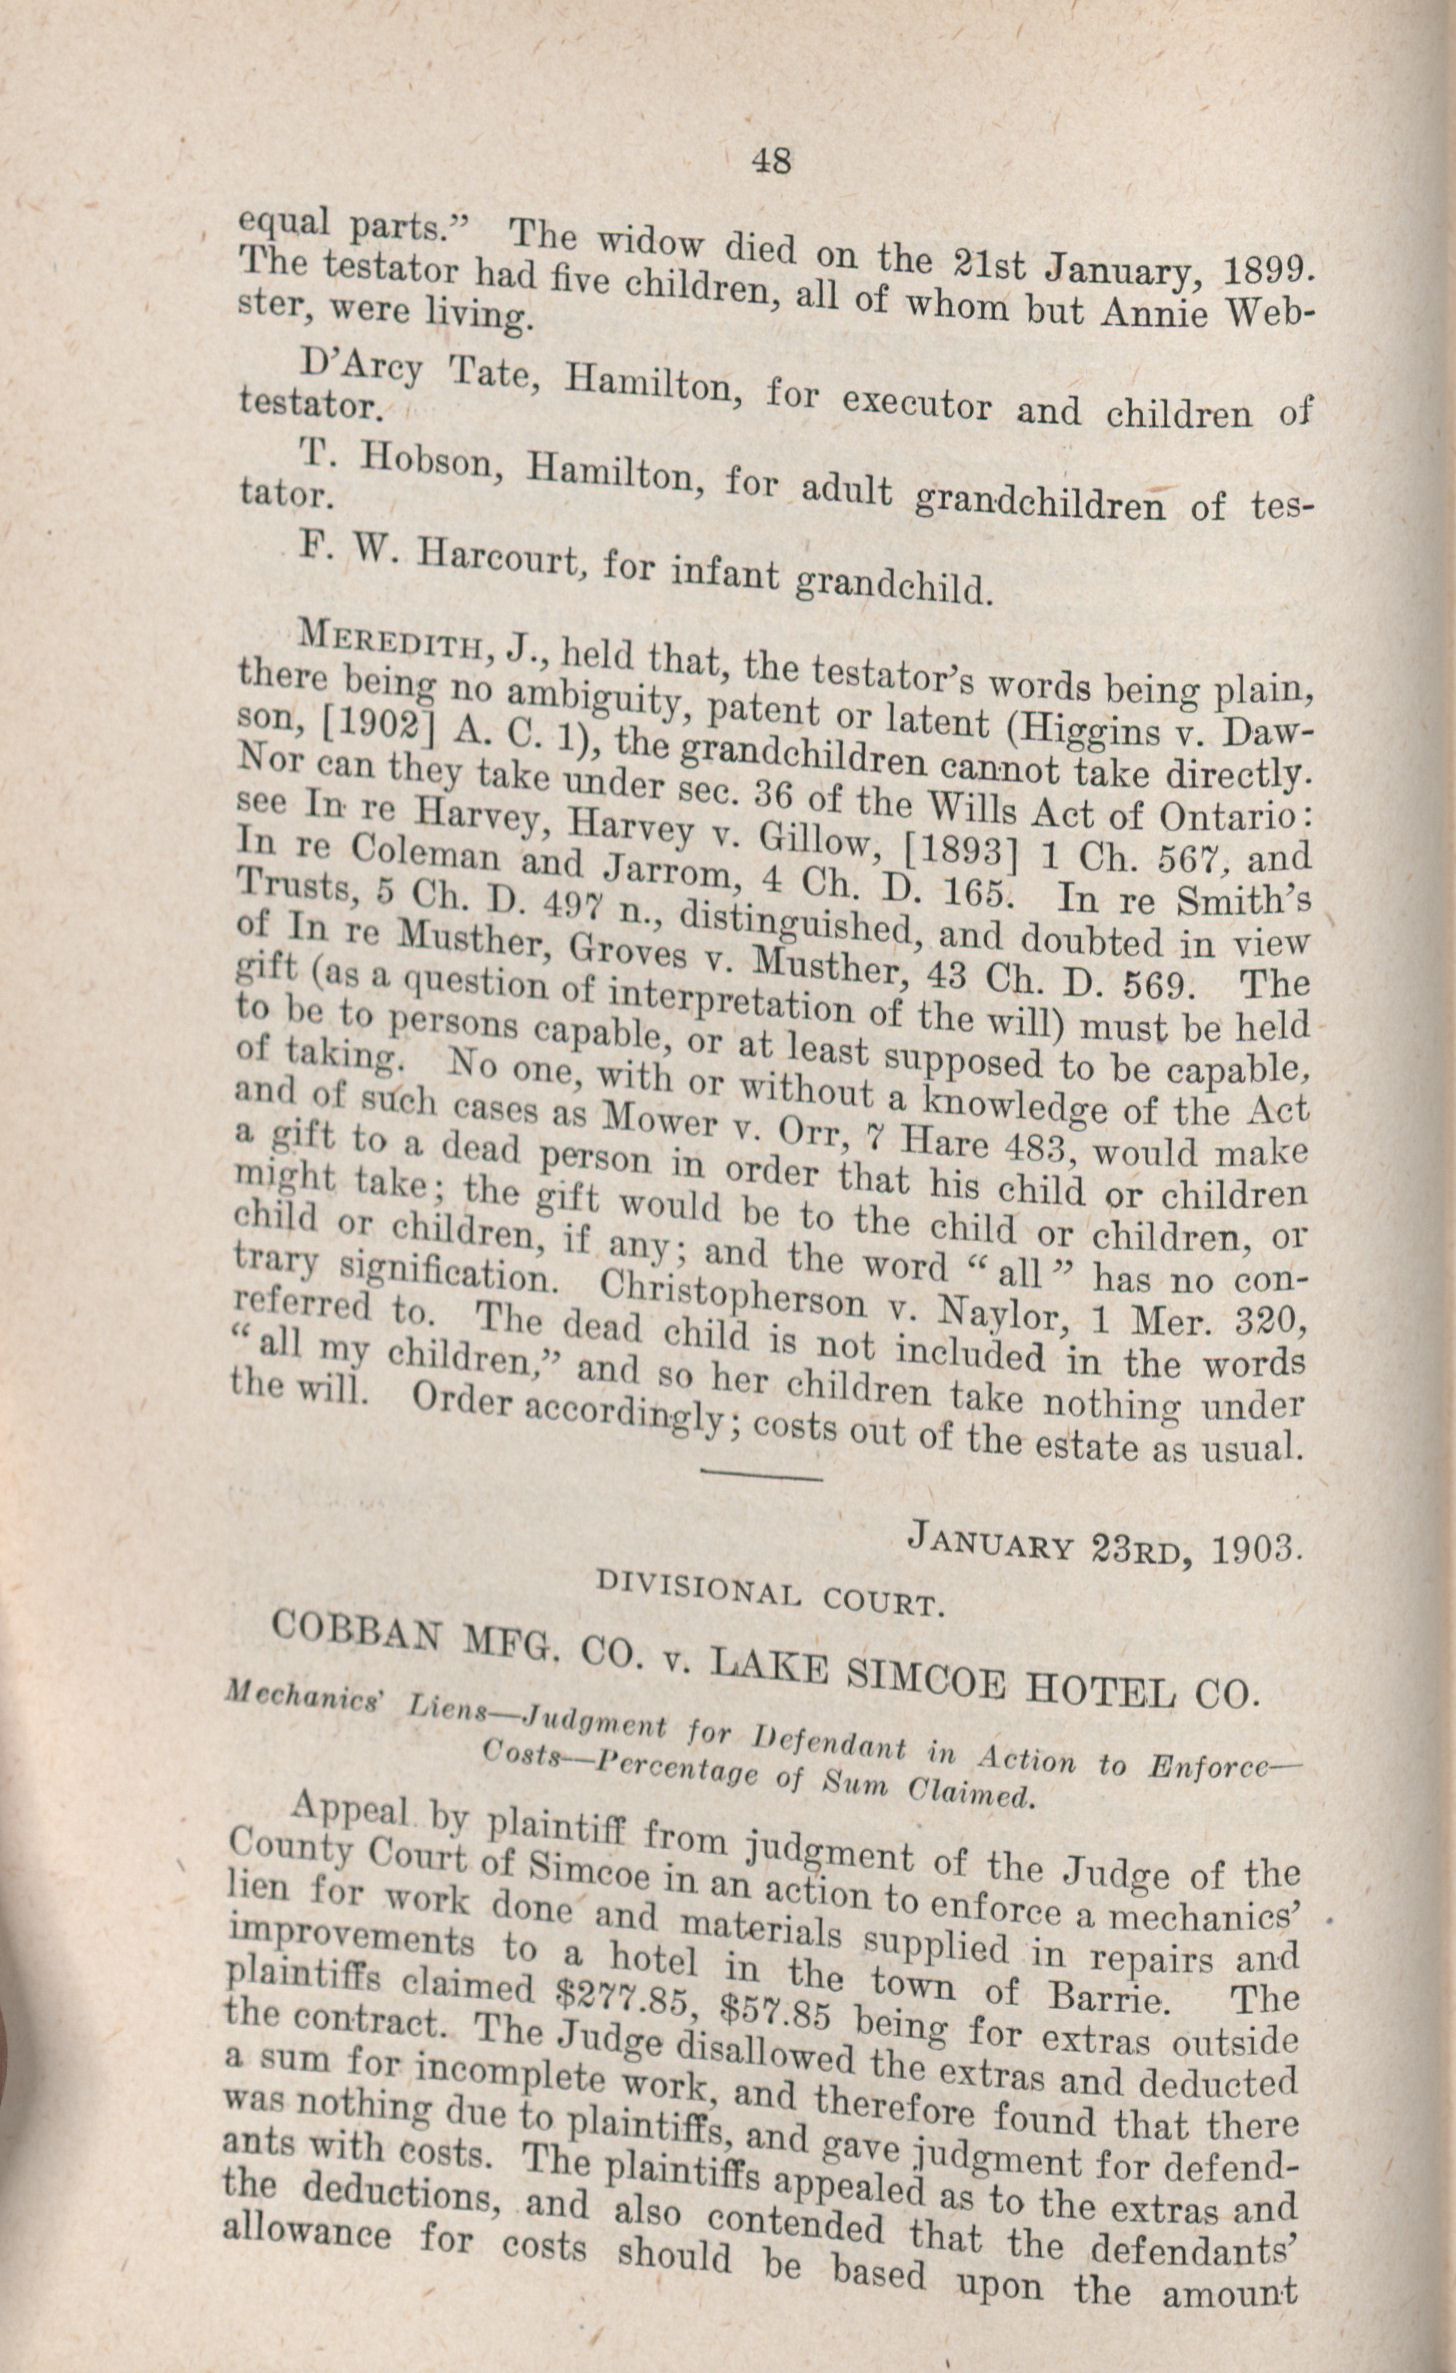 48
equal parts.” The widow died on the 21st January, 1899.
The testator had five children, all of whom but Annie Web-
ster, were living.
D’Arcy Tate, Hamilton, for executor and children of
testator.
T. Hobson, Hamilton, for adult grandchildren of tes-
tator.
F. W. Harcourt, for infant grandchild.
MEREDITH, J., held that, the testator’s words being plain,
there being no ambiguity, patent or latent (Higgins v. Daw-
son, [1902] A. C. 1), the grandchildren cannot take directly.
Nor can they take under sec. 36 of the Wills Act of Ontario:
see In re Harvey, Harvey v. Gillow, [1893] 1 Ch. 567, and
In re Coleman and Jarrom, 4 Ch. D. 165. In re Smith’s
Trusts, 5 Ch. D. 497 n., distinguished, and doubted in view
of In re Musther, Groves v. Musther, 43 Ch. D. 569. The
gift (as a question of interpretation of the will) must be held
to be to persons capable, or at least supposed to be capable,
of taking. No one, with or without a knowledge of the Act
and of such cases as Mower v. Orr, 7 Hare 483, would make
a gift to a dead person in order that his child or children
might take; the gift would be to the child or children, or
child or children, if any; and the word “all” has no con-
trary signification. Christopherson v. Naylor, 1 Mer. 320,
referred to. The dead child is not included in the words
“all my children,” and so her children take nothing under
the will. Order accordingly; costs out of the estate as usual.
JANUARY 23RD, 1903.
DIVISIONAL COURT.
COBBAN MFG. CO. v. LAKE SIMCOE HOTEL CO.
Mechanics’ Liens—Judgment for Defendant in Action to Enforce—
Costs—Percentage of Sum Claimed.
Appeal by plaintiff from judgment of the Judge of the
County Court of Simcoe in an action to enforce a mechanics’
lien for work done and materials supplied in repairs and
improvements to a hotel in the town of Barrie. The
plaintiffs claimed $277.85, $57.85 being for extras outside
the contract. The Judge disallowed the extras and deducted
a sum for incomplete work, and therefore found that there
was nothing due to plaintiffs, and gave judgment for defend-
ants with costs. The plaintiffs appealed as to the extras and
the deductions, and also contended that the defendants’
allowance for costs should be based upon the amount